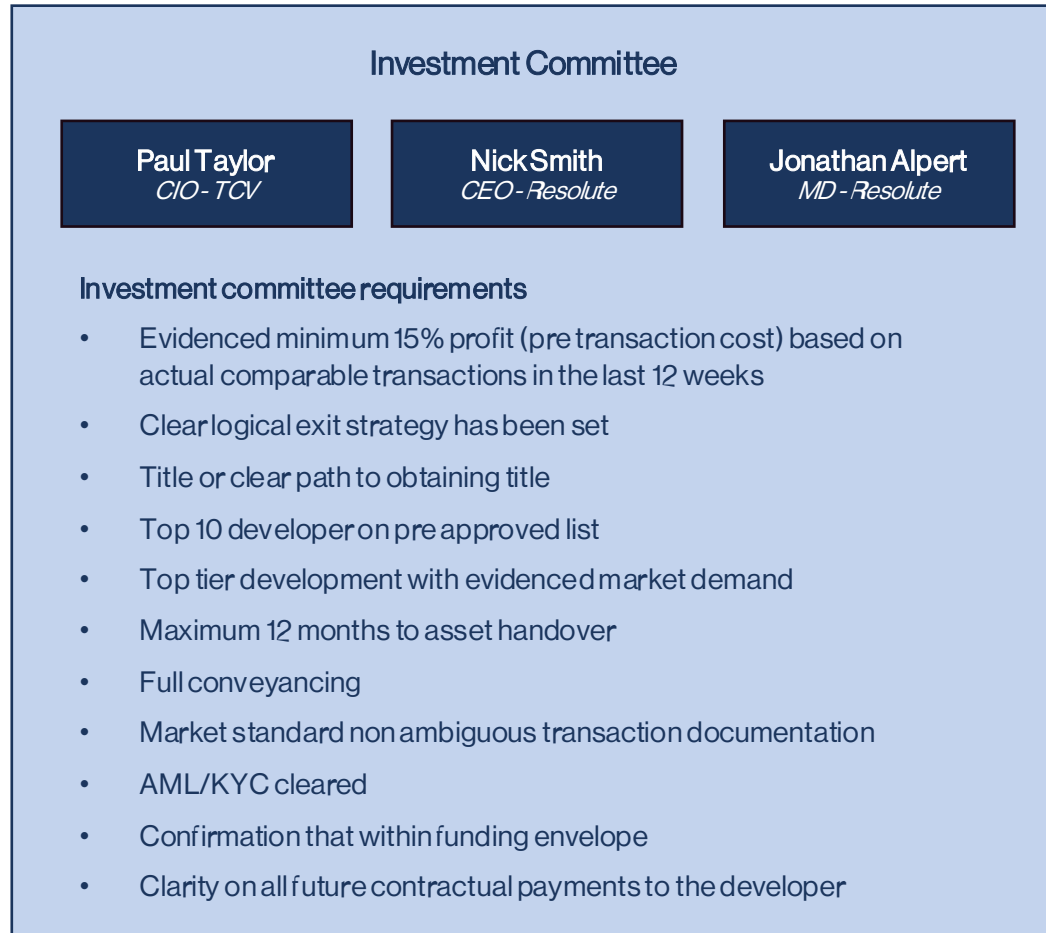 Investment Committee
Paul Taylor
CIO - TCV
Nick Smith
CEO - Resolute
Jonathan Alpert
MD - Resolute
Investment committee requirements
• Evidenced minimum 15% profit (pre transaction cost) based on
actual comparable transactions in the last 12 weeks
• Clear logical exit strategy has been set
• Title or clear path to obtaining title
• Top 10 developer on pre approved list
• Top tier development with evidenced market demand
• Maximum 12 months to asset handover
• Full conveyancing
• Market standard non ambiguous transaction documentation
• AML/KYC cleared
• Confirmation that within funding envelope
• Clarity on all future contractual payments to the developer